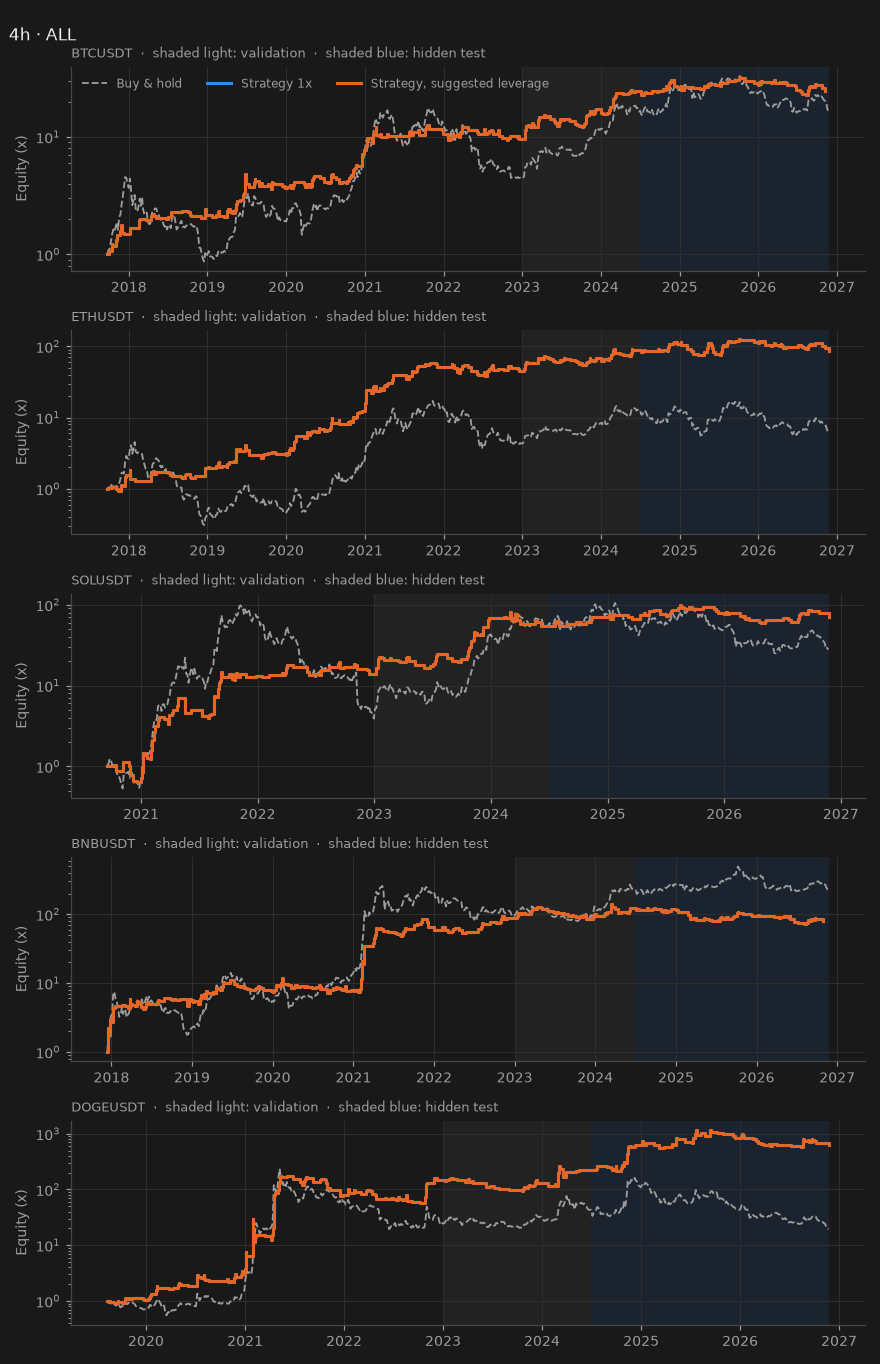 4h · ALL
BTCUSDT · shaded light: validation · shaded blue: hidden test
Buy & hold Strategy 1x Strategy, suggested leverage
Equity (x)
10¹
10⁰
2018 2019 2020 2021 2022 2023 2024 2025 2026 2027
ETHUSDT · shaded light: validation · shaded blue: hidden test
Equity (x)
10²
10¹
10⁰
2018 2019 2020 2021 2022 2023 2024 2025 2026 2027
SOLUSDT · shaded light: validation · shaded blue: hidden test
Equity (x)
10²
10¹
10⁰
2021 2022 2023 2024 2025 2026 2027
BNBUSDT · shaded light: validation · shaded blue: hidden test
Equity (x)
10²
10¹
10⁰
2018 2019 2020 2021 2022 2023 2024 2025 2026 2027
DOGEUSDT · shaded light: validation · shaded blue: hidden test
Equity (x)
10³
10²
10¹
10⁰
2020 2021 2022 2023 2024 2025 2026 2027